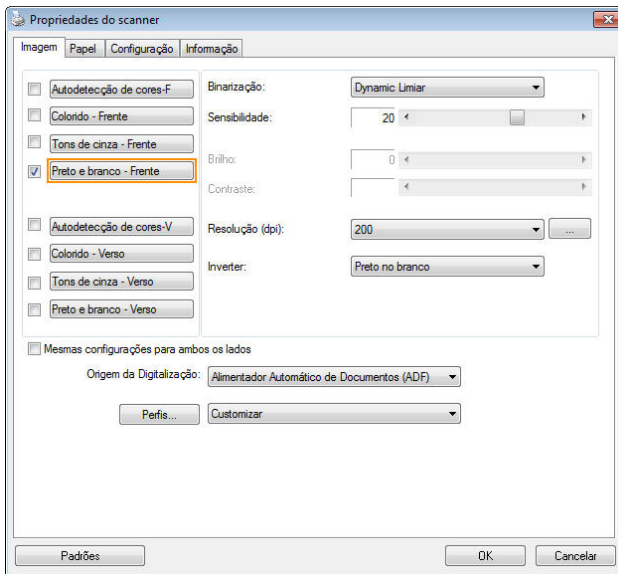 Propriedades do scanner
Imagem Papel Configuração Informação
Autodetecção de cores-F
Colorido - Frente
Tons de cinza - Frente
Preto e branco - Frente
Autodetecção de cores-V
Colorido - Verso
Tons de cinza - Verso
Preto e branco - Verso
Binarização: Dynamic Limiar
Sensibilidade: 20
Brilho: 0
Contraste:
Resolução (dpi): 200 ...
Inverter: Preto no branco
Mesmas configurações para ambos os lados
Origem da Digitalização: Alimentador Automático de Documentos (ADF)
Perfis... Customizar
Padrões OK Cancelar